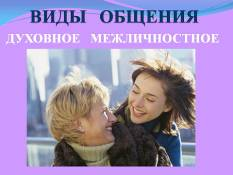 ВИДЫ ОБЩЕНИЯ
ДУХОВНОЕ МЕЖЛИЧНОСТНОЕ